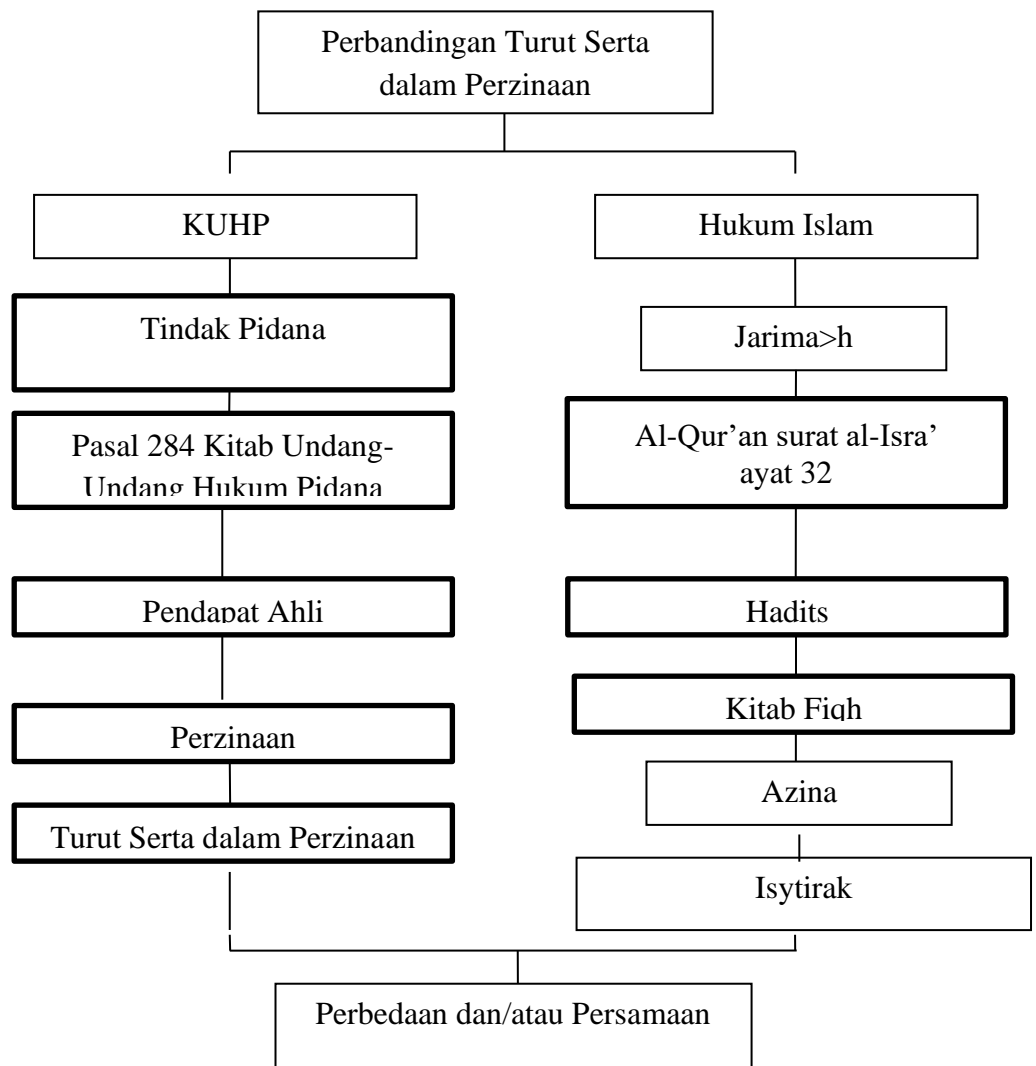 Perbandingan Turut Serta
dalam Perzinaan
KUHP
Hukum Islam
Tindak Pidana
Jarima>h
Pasal 284 Kitab Undang-
Undang Hukum Pidana
Al-Qur’an surat al-Isra’
ayat 32
Pendapat Ahli
Hadits
Kitab Fiqh
Perzinaan
Azina
Turut Serta dalam Perzinaan
Isytirak
Perbedaan dan/atau Persamaan